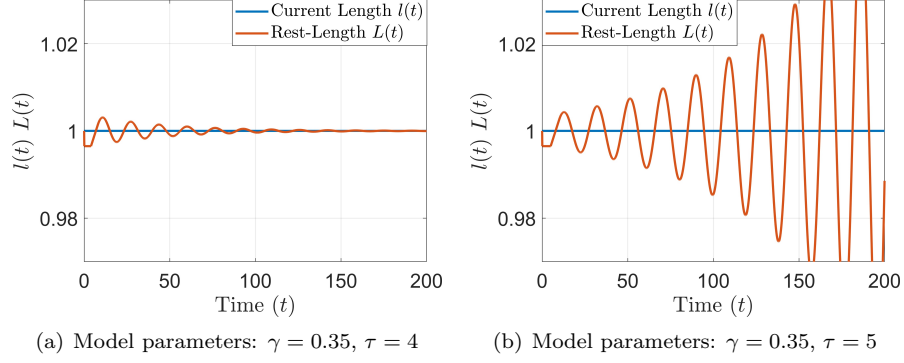 Current Length l(t)
Rest-Length L(t)
1.02
1
0.98
l(t) L(t)
0
50
100
150
200
Time (t)
(a) Model parameters: γ = 0.35, τ = 4
Current Length l(t)
Rest-Length L(t)
1.02
1
0.98
l(t) L(t)
0
50
100
150
200
Time (t)
(b) Model parameters: γ = 0.35, τ = 5